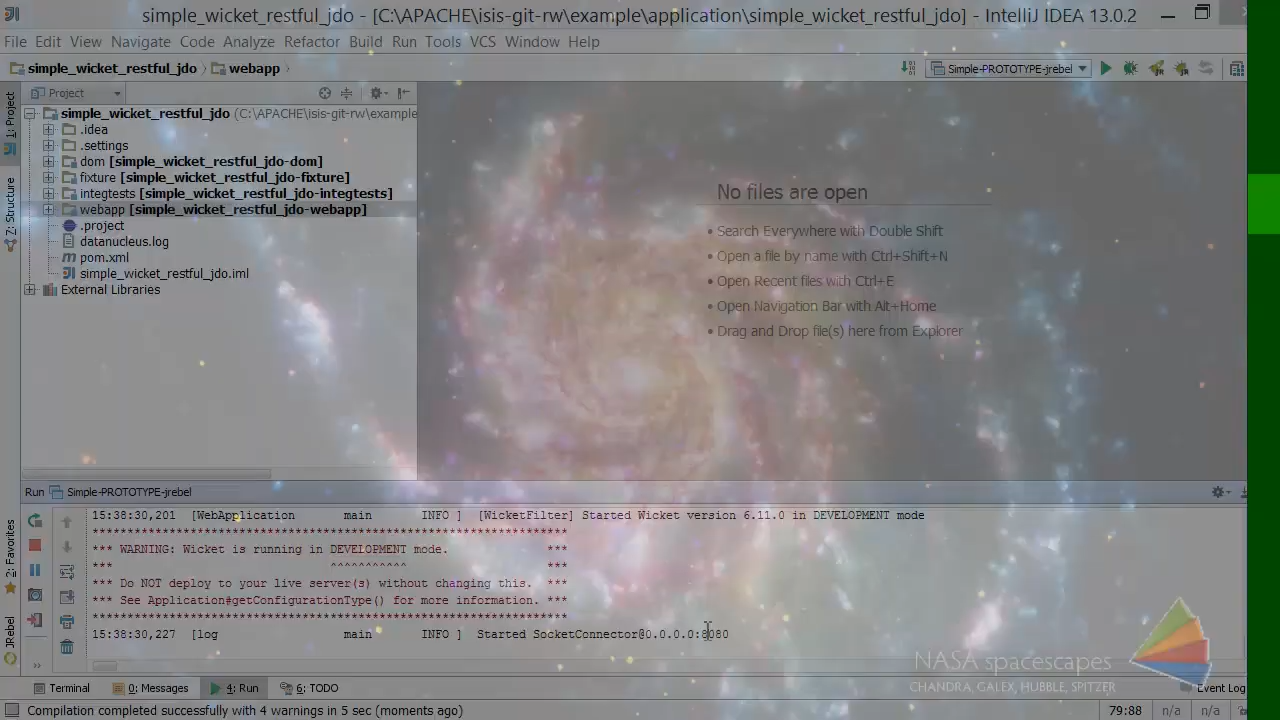 simple_wicket_restful_jdo - [C:\APACHE\isis-git-rw\example\application\simple_wicket_restful_jdo] - IntelliJ IDEA 13.0.2
File Edit View Navigate Code Analyze Refactor Build Run Tools VCS Window Help
simple_wicket_restful_jdo webapp
Simple-PROTOTYPE-jrebel
1: Project
Z: Structure
2: Favorites
JRebel
Project
simple_wicket_restful_jdo (C:\APACHE\isis-git-rw\example
.idea
.settings
dom [simple_wicket_restful_jdo-dom]
fixture [simple_wicket_restful_jdo-fixture]
integtests [simple_wicket_restful_jdo-integtests]
webapp [simple_wicket_restful_jdo-webapp]
.project
datanucleus.log
pom.xml
simple_wicket_restful_jdo.iml
External Libraries
No files are open
• Search Everywhere with Double Shift
• Open a file by name with Ctrl+Shift+N
• Open Recent files with Ctrl+E
• Open Navigation Bar with Alt+Home
• Drag and Drop file(s) here from Explorer
Run Simple-PROTOTYPE-jrebel
15:38:30,201 [WebApplication main INFO ] [WicketFilter] Started Wicket version 6.11.0 in DEVELOPMENT mode
********************************************************************
*** WARNING: Wicket is running in DEVELOPMENT mode. ***
*** ^^^^^^^^^^^ ***
*** Do NOT deploy to your live server(s) without changing this. ***
*** See Application#getConfigurationType() for more information. ***
********************************************************************
15:38:30,227 [log main INFO ] Started SocketConnector@0.0.0.0:8080
NASA spacescapes
CHANDRA, GALEX, HUBBLE, SPITZER
Terminal 0: Messages 4: Run 6: TODO Event Log
Compilation completed successfully with 4 warnings in 5 sec (moments ago) 79:88 n/a n/a